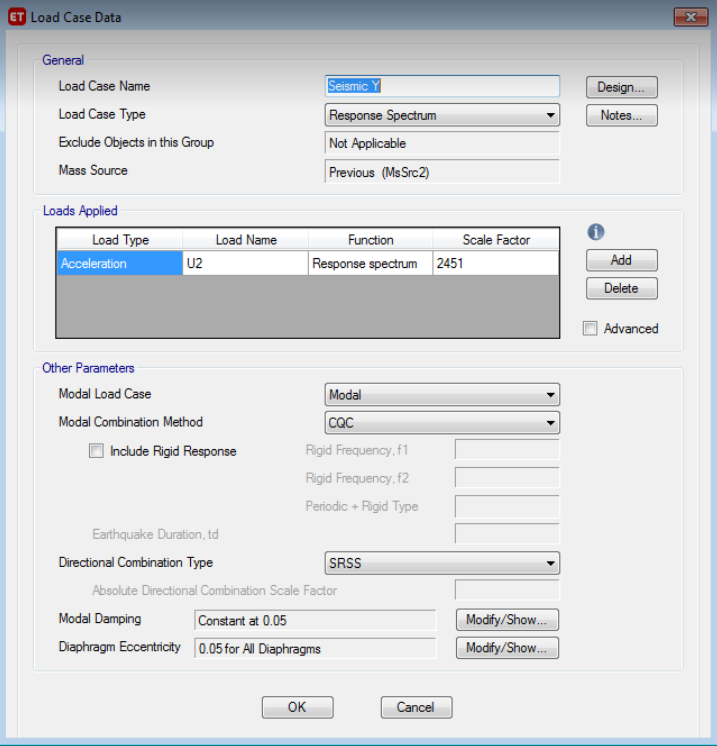 ET Load Case Data
General
Load Case Name Seismic Y Design...
Load Case Type Response Spectrum Notes...
Exclude Objects in this Group Not Applicable
Mass Source Previous (MsSrc2)
Loads Applied
Load Type Load Name Function Scale Factor
Acceleration U2 Response spectrum 2451
i
Add
Delete
Advanced
Other Parameters
Modal Load Case Modal
Modal Combination Method CQC
Include Rigid Response Rigid Frequency, f1
Rigid Frequency, f2
Periodic + Rigid Type
Earthquake Duration, td
Directional Combination Type SRSS
Absolute Directional Combination Scale Factor
Modal Damping Constant at 0.05 Modify/Show...
Diaphragm Eccentricity 0.05 for All Diaphragms Modify/Show...
OK Cancel